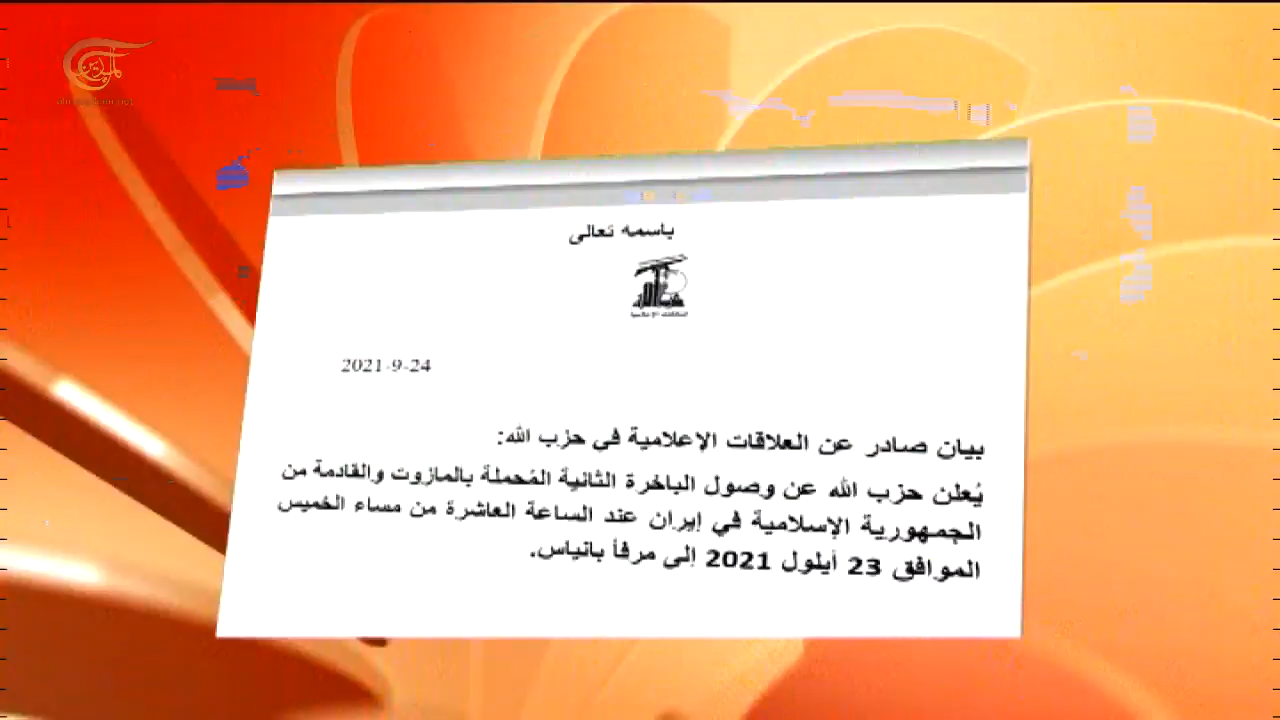 الميادين
باسمه تعالى
2021-9-24
بيان صادر عن العلاقات الإعلامية في حزب الله:
يُعلن حزب الله عن وصول الباخرة الثانية المُحملة بالمازوت والقادمة من
الجمهورية الإسلامية في إيران عند الساعة العاشرة من مساء الخميس
الموافق 23 أيلول 2021 إلى مرفأ بانياس.